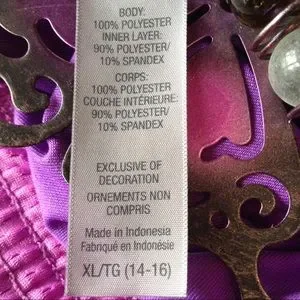 BODY:
100% POLYESTER
INNER LAYER:
90% POLYESTER/
10% SPANDEX
CORPS:
100% POLYESTER
COUCHE INTÉRIEURE:
90% POLYESTER/
10% SPANDEX
EXCLUSIVE OF
DECORATION
ORNEMENTS NON
COMPRIS
Made in Indonesia
Fabriqué en Indonésie
XL/TG (14-16)